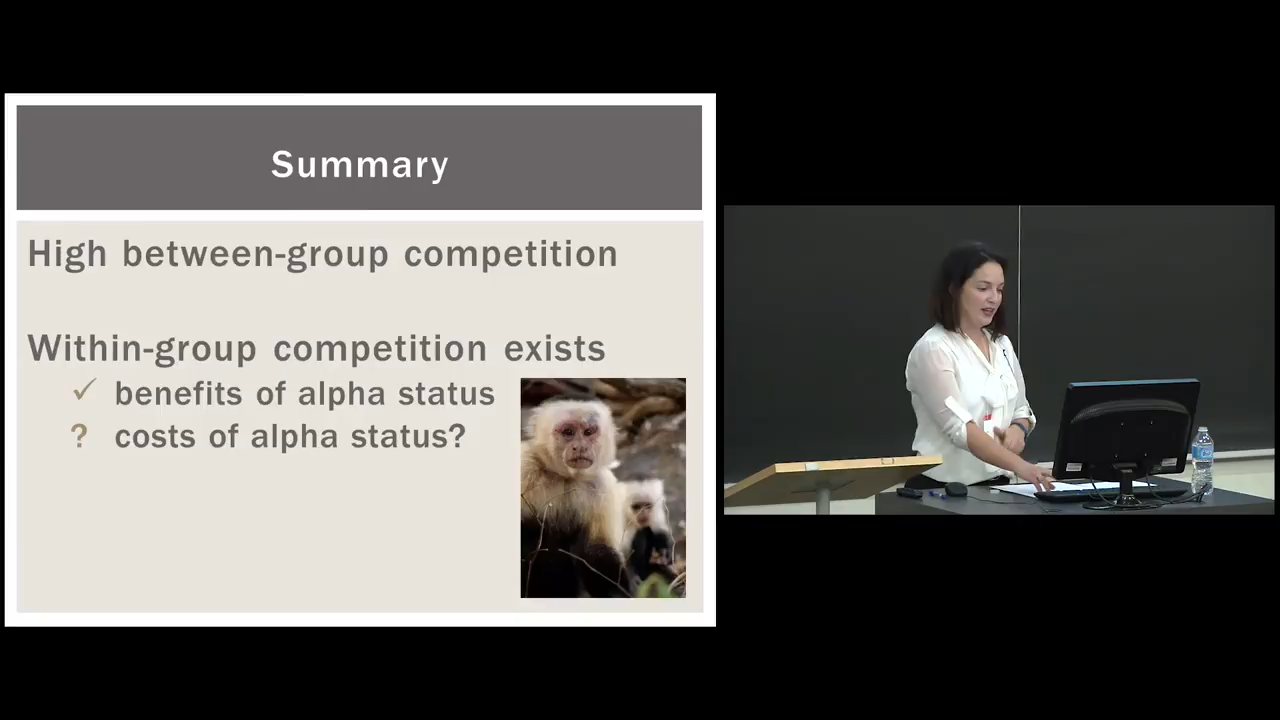 Summary
High between-group competition
Within-group competition exists
✓ benefits of alpha status
? costs of alpha status?